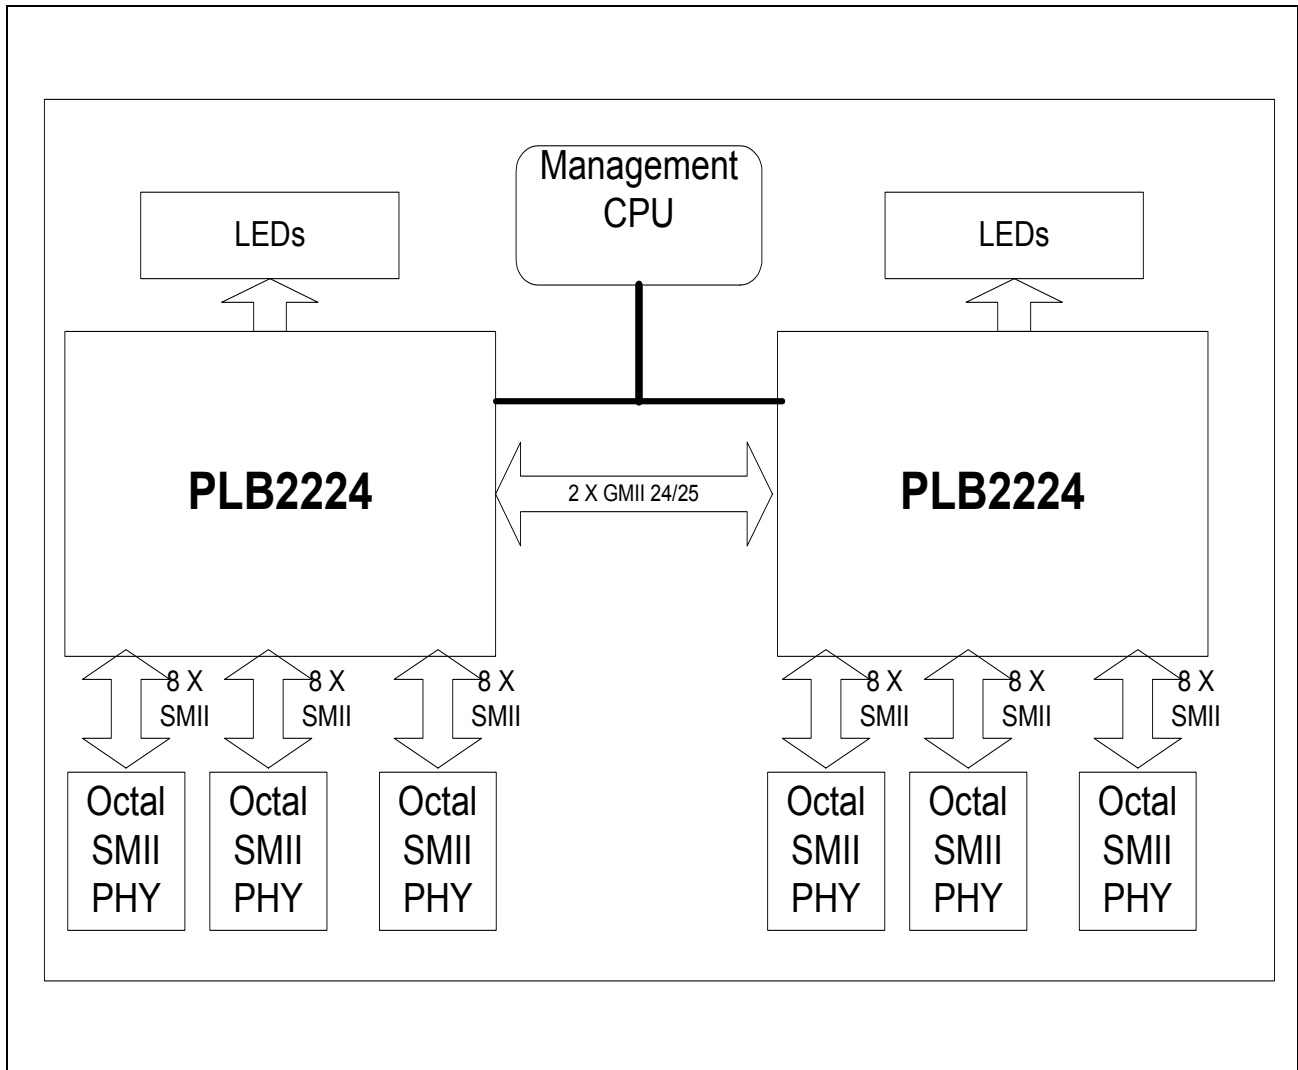 Management
CPU
LEDs
LEDs
PLB2224
2 X GMII 24/25
PLB2224
8 X
SMII
8 X
SMII
8 X
SMII
8 X
SMII
8 X
SMII
8 X
SMII
Octal
SMII
PHY
Octal
SMII
PHY
Octal
SMII
PHY
Octal
SMII
PHY
Octal
SMII
PHY
Octal
SMII
PHY